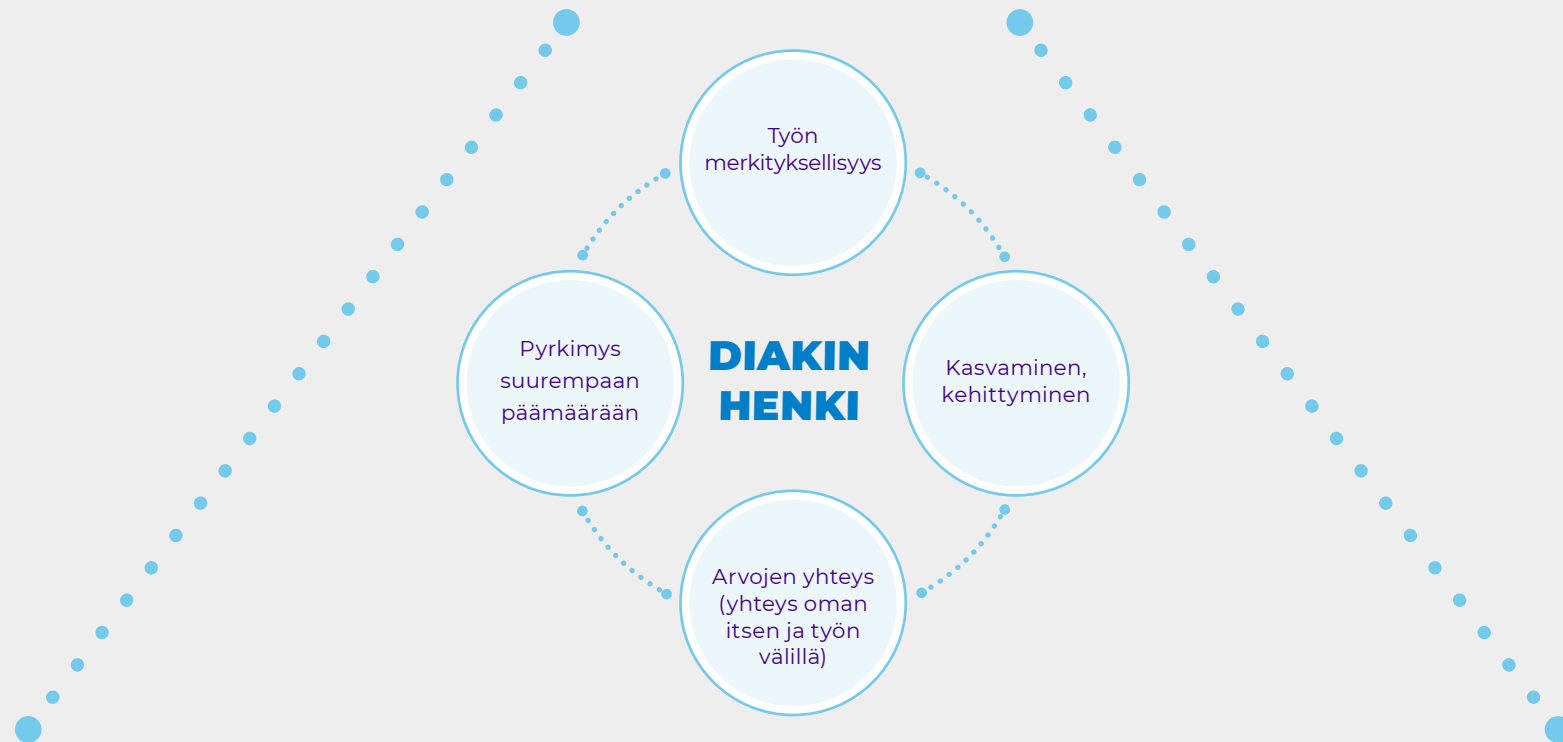 Työn
merkityksellisyys
Pyrkimys
suurempaan
päämäärään
DIAKIN
HENKI
Kasvaminen,
kehittyminen
Arvojen yhteys
(yhteys oman
itsen ja työn
välillä)